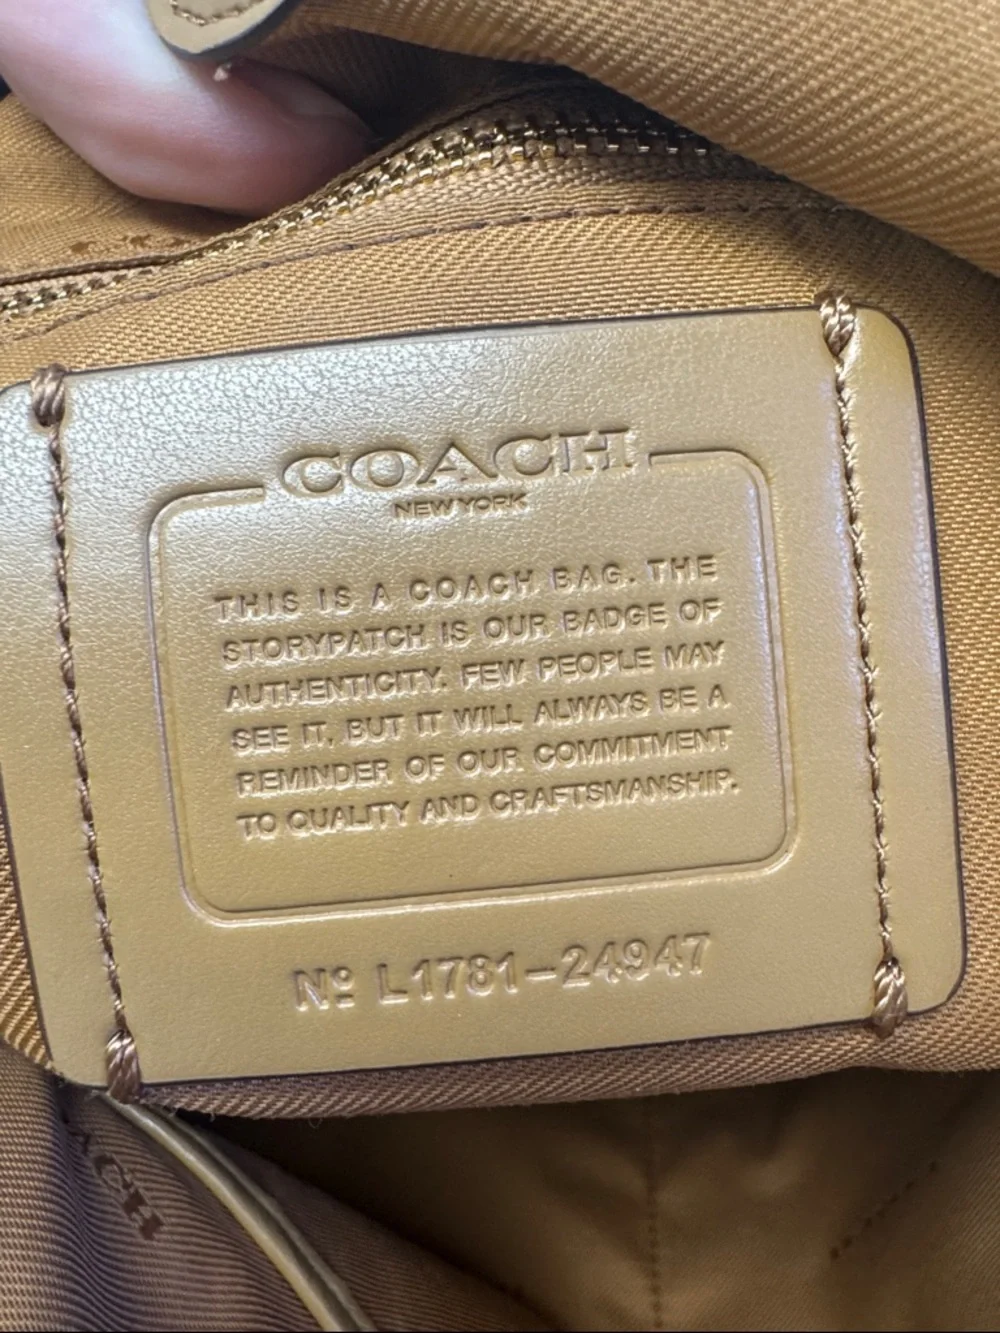 COACH
NEW YORK
THIS IS A COACH BAG. THE
STORYPATCH IS OUR BADGE OF
AUTHENTICITY. FEW PEOPLE MAY
SEE IT, BUT IT WILL ALWAYS BE A
REMINDER OF OUR COMMITMENT
TO QUALITY AND CRAFTSMANSHIP.
Nº L1781-24947